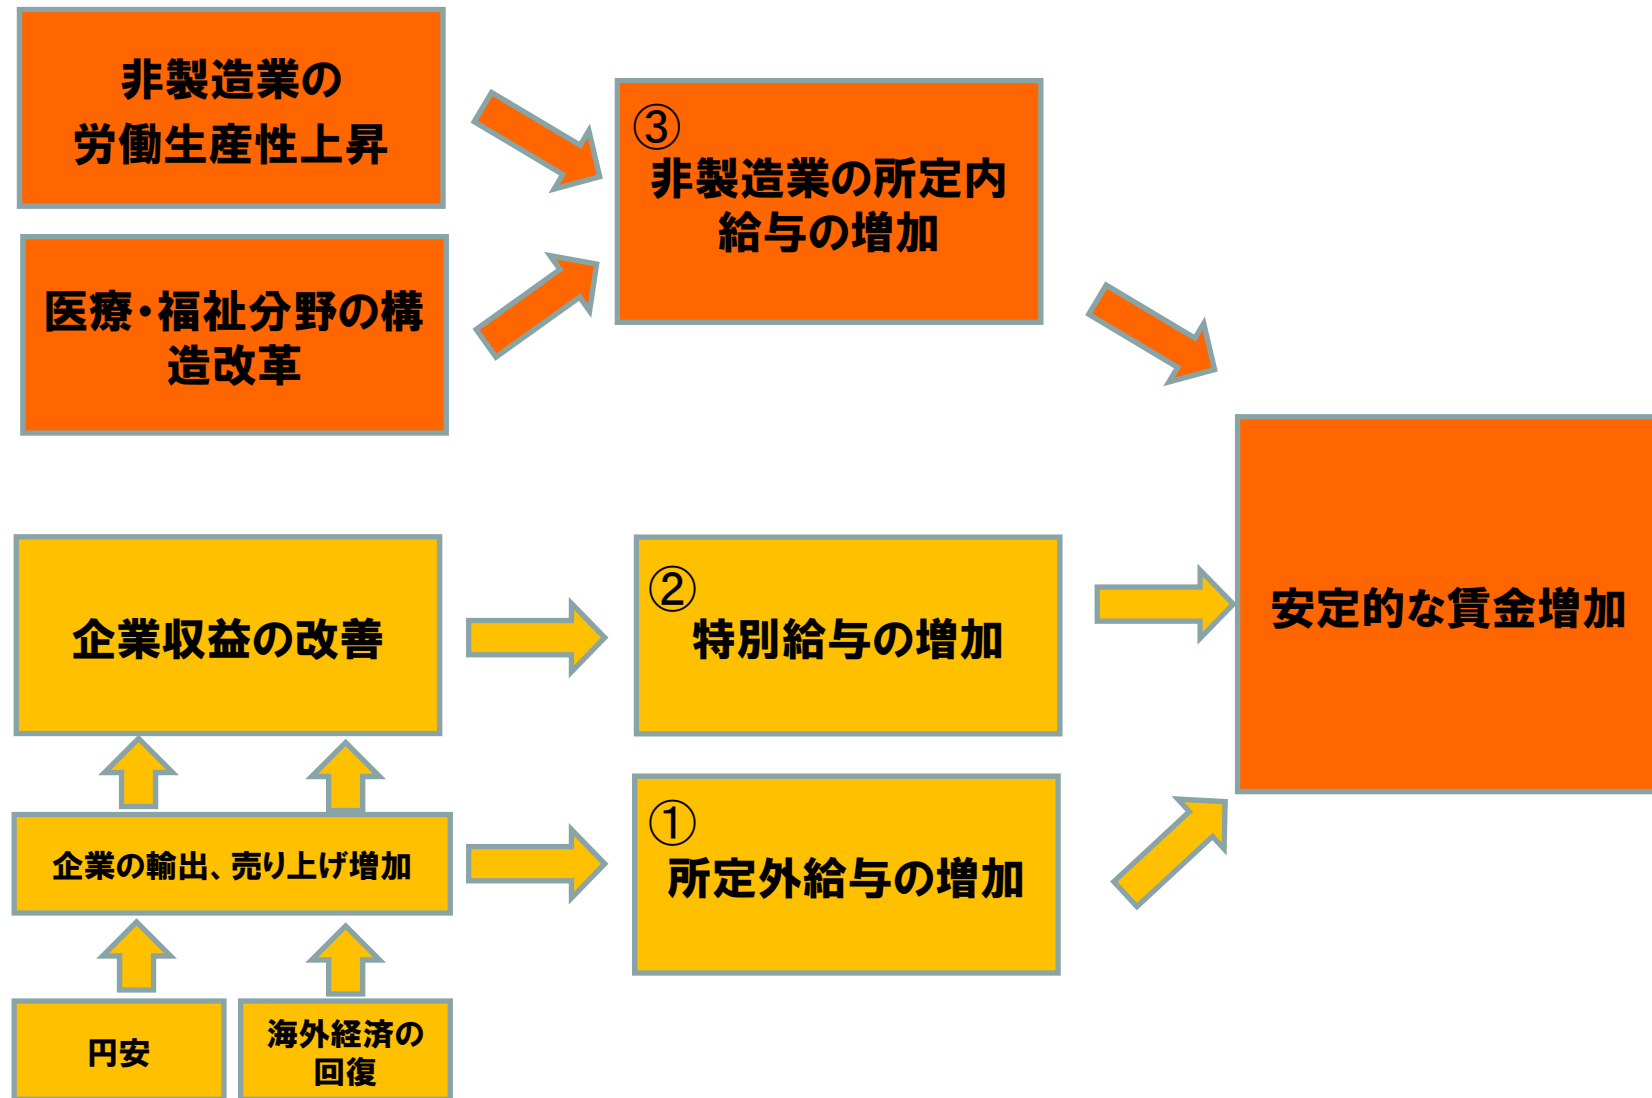 非製造業の
労働生産性上昇
③
非製造業の所定内
給与の増加
医療・福祉分野の構
造改革
企業収益の改善
②
特別給与の増加
安定的な賃金増加
企業の輸出、売り上げ増加
①
所定外給与の増加
円安
海外経済の
回復